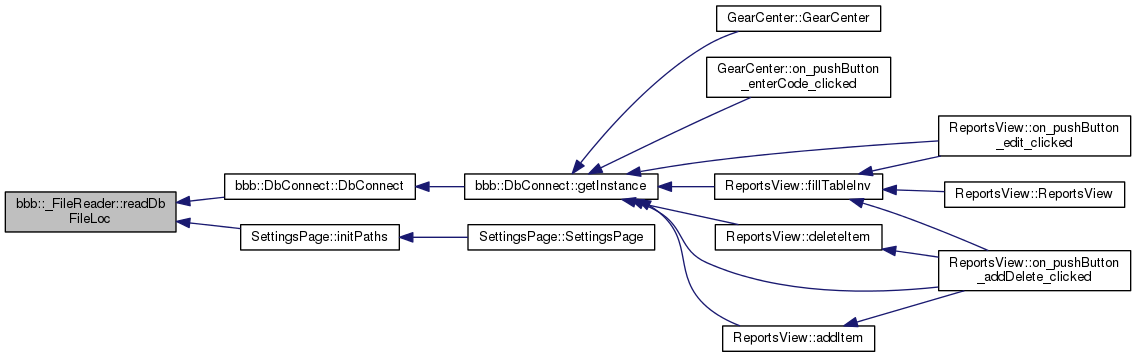 GearCenter::GearCenter
GearCenter::on_pushButton
_enterCode_clicked
ReportsView::on_pushButton
_edit_clicked
bbb::DbConnect::DbConnect
bbb::DbConnect::getInstance
ReportsView::fillTableInv
ReportsView::ReportsView
bbb::_FileReader::readDb
FileLoc
SettingsPage::initPaths
SettingsPage::SettingsPage
ReportsView::deleteItem
ReportsView::on_pushButton
_addDelete_clicked
ReportsView::addItem